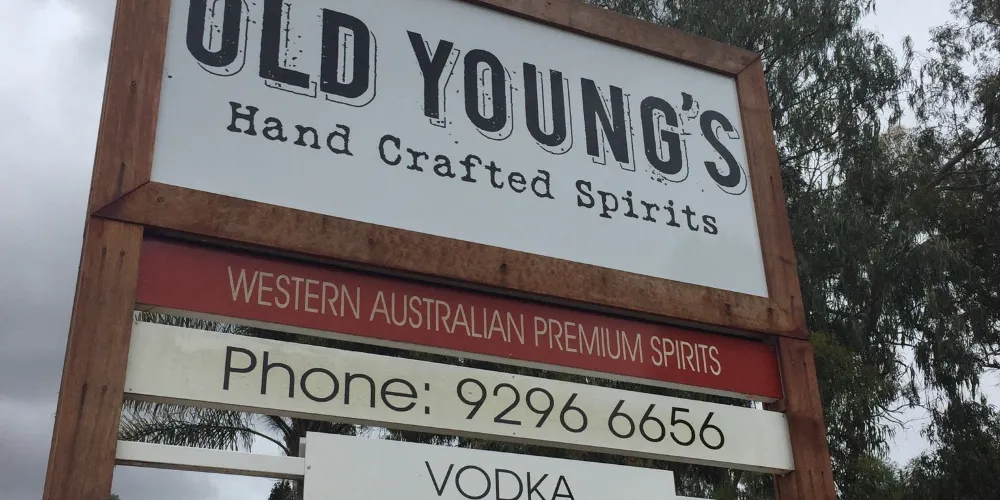 OLD YOUNG'S
Hand Crafted Spirits
WESTERN AUSTRALIAN PREMIUM SPIRITS
Phone: 9296 6656
VODKA